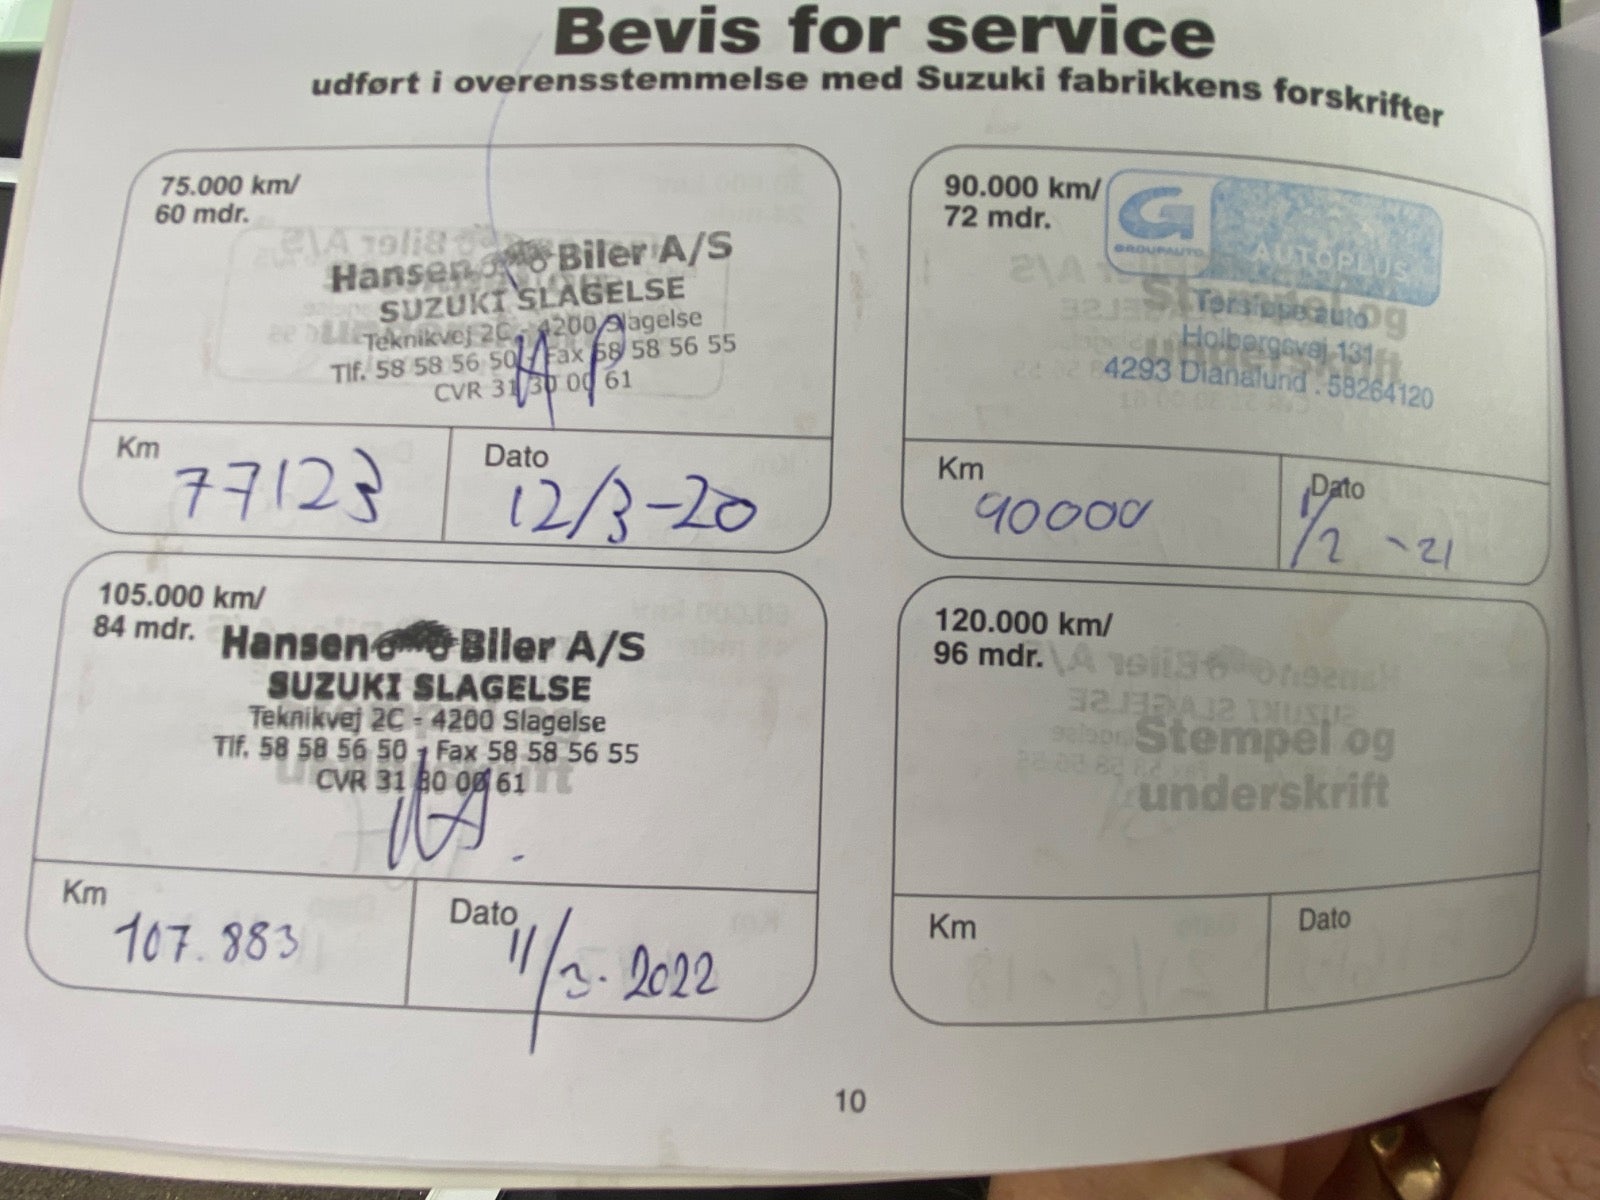 Bevis for service
udført i overensstemmelse med Suzuki fabrikkens forskrifter
75.000 km/
60 mdr.
Hansen Biler A/S
SUZUKI SLAGELSE
Teknikvej 2C - 4200 Slagelse
Tlf. 58 58 56 50 - Fax 58 58 56 55
CVR 31 30 00 61
Km
77123
Dato
12/3-20
90.000 km/
72 mdr.
G
GROUPAUTO
AUTOPLUS
Stempel og
underskrift
Tersløse auto
Holbergsvej 131
4293 Dianalund . 58264120
Km
90000
Dato
1/2 -21
105.000 km/
84 mdr.
Hansen Biler A/S
SUZUKI SLAGELSE
Teknikvej 2C - 4200 Slagelse
Tlf. 58 58 56 50 - Fax 58 58 56 55
CVR 31 30 00 61
Km
107.883
Dato
11/3.2022
120.000 km/
96 mdr.
Stempel og
underskrift
Km
Dato
10